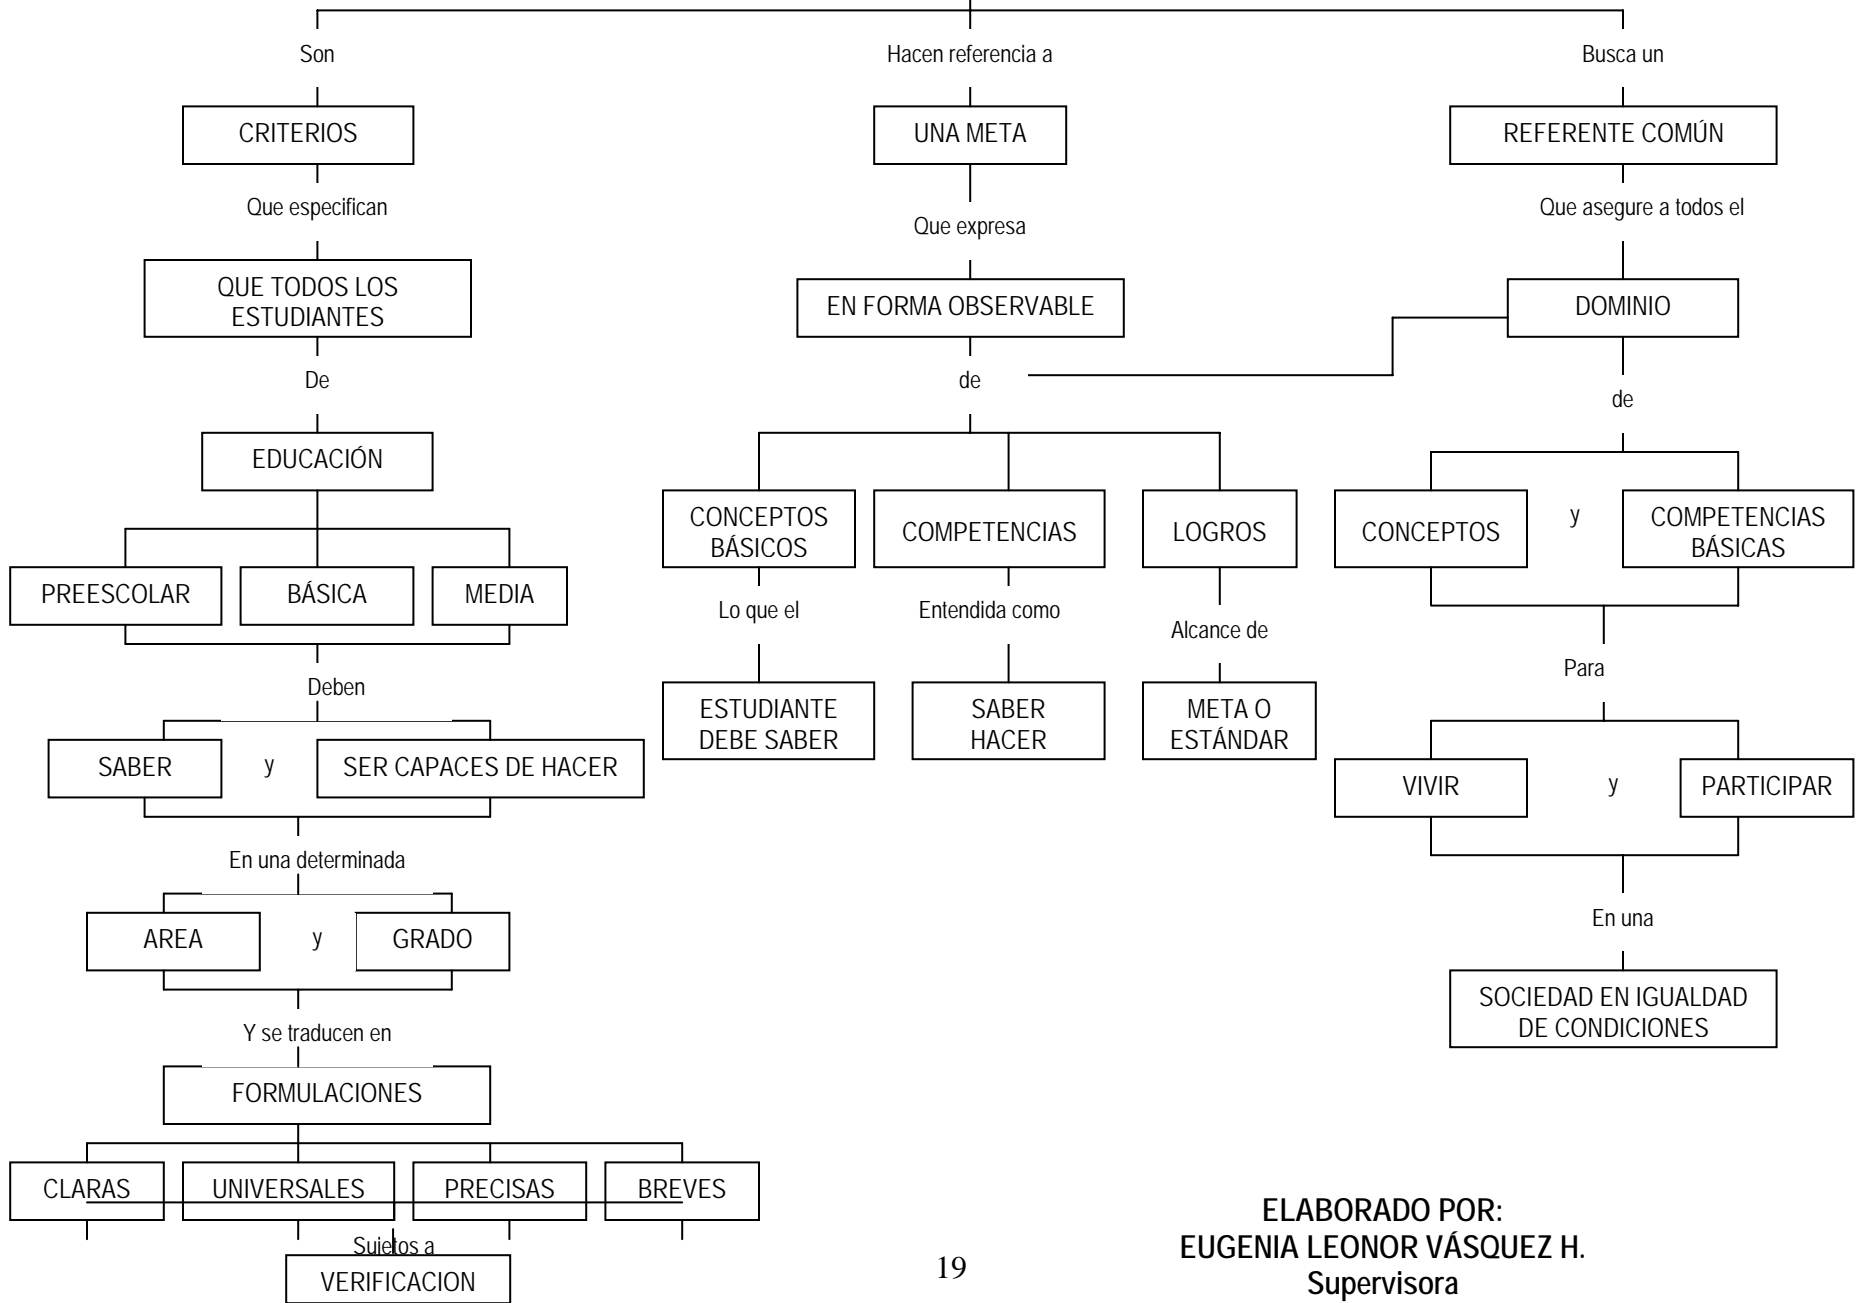 Son
CRITERIOS
Que especifican
QUE TODOS LOS
ESTUDIANTES
De
EDUCACIÓN
PREESCOLAR
BÁSICA
MEDIA
Deben
SABER
y
SER CAPACES DE HACER
En una determinada
AREA
y
GRADO
Y se traducen en
FORMULACIONES
CLARAS
UNIVERSALES
PRECISAS
BREVES
Sujetos a
VERIFICACION
Hacen referencia a
UNA META
Que expresa
EN FORMA OBSERVABLE
de
CONCEPTOS
BÁSICOS
Lo que el
ESTUDIANTE
DEBE SABER
COMPETENCIAS
Entendida como
SABER
HACER
LOGROS
Alcance de
META O
ESTÁNDAR
Busca un
REFERENTE COMÚN
Que asegure a todos el
DOMINIO
de
CONCEPTOS
y
COMPETENCIAS
BÁSICAS
Para
VIVIR
y
PARTICIPAR
En una
SOCIEDAD EN IGUALDAD
DE CONDICIONES
19
ELABORADO POR:
EUGENIA LEONOR VÁSQUEZ H.
Supervisora